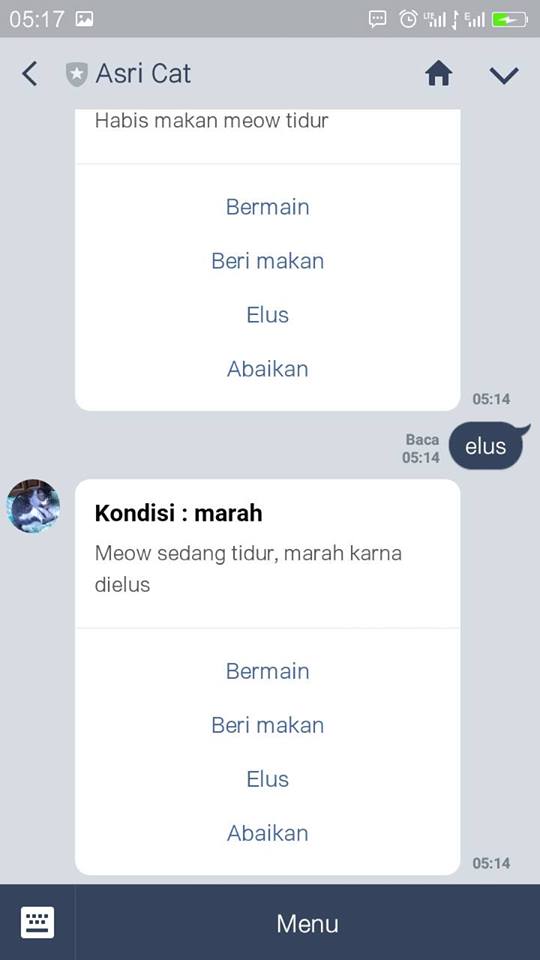 05:17
LTE
E
Asri Cat
Habis makan meow tidur
Bermain
Beri makan
Elus
Abaikan
05:14
Baca
05:14
elus
Kondisi : marah
Meow sedang tidur, marah karna
dielus
Bermain
Beri makan
Elus
Abaikan
05:14
Menu